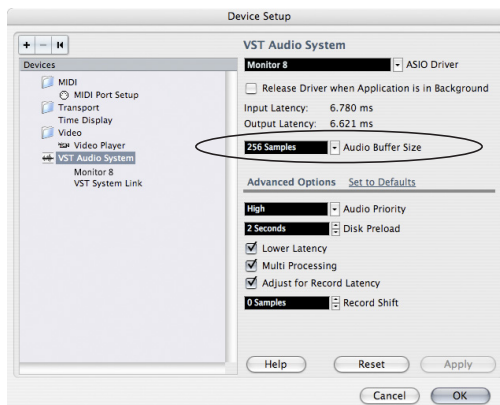 Device Setup
VST Audio System
Devices
Monitor 8 ASIO Driver
MIDI
Release Driver when Application is in Background
MIDI Port Setup
Transport
Input Latency: 6.780 ms
Time Display
Output Latency: 6.621 ms
Video
Video Player
256 Samples Audio Buffer Size
VST Audio System
Monitor 8
VST System Link
Advanced Options Set to Defaults
High Audio Priority
2 Seconds Disk Preload
Lower Latency
Multi Processing
Adjust for Record Latency
0 Samples Record Shift
Help Reset Apply
Cancel OK